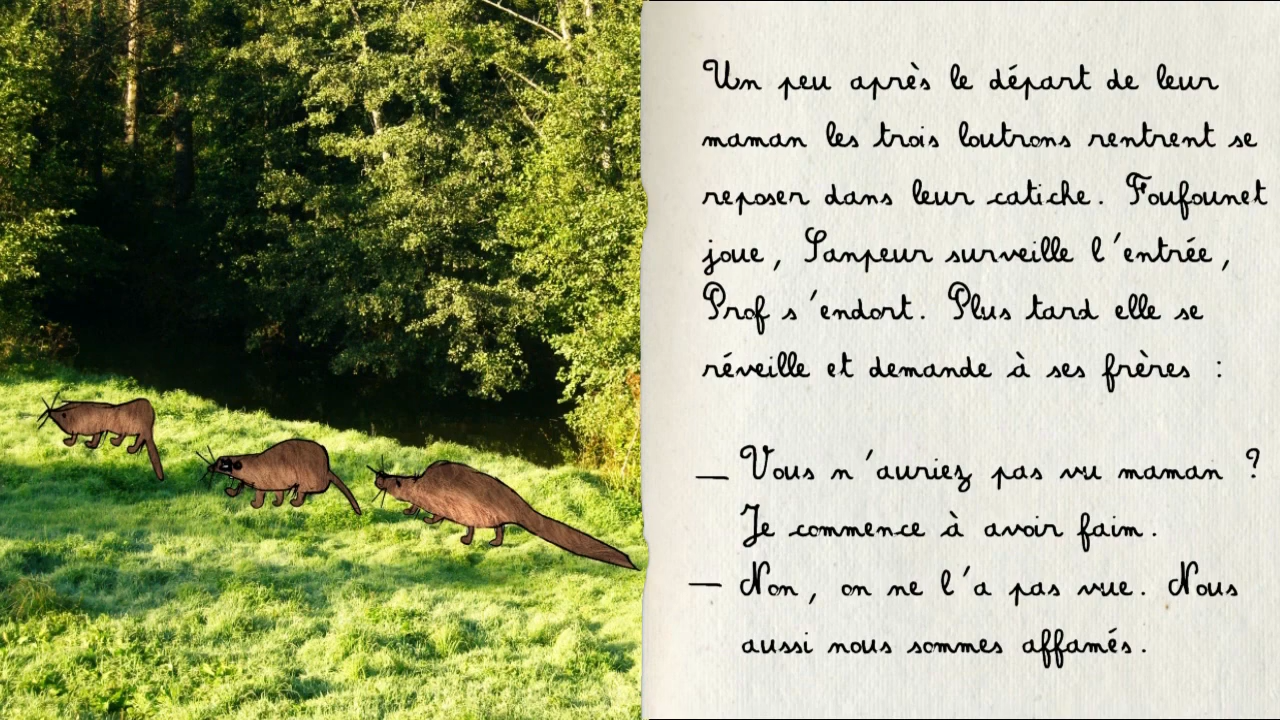 Un peu après le départ de leur
maman les trois loutrons rentrent se
reposer dans leur catiche. Foufounet
joue, Sanpeur surveille l'entrée,
Prof s'endort. Plus tard elle se
réveille et demande à ses frères :
— Vous n'auriez pas vu maman ?
Je commence à avoir faim.
— Non, on ne l'a pas vue. Nous
aussi nous sommes affamés.